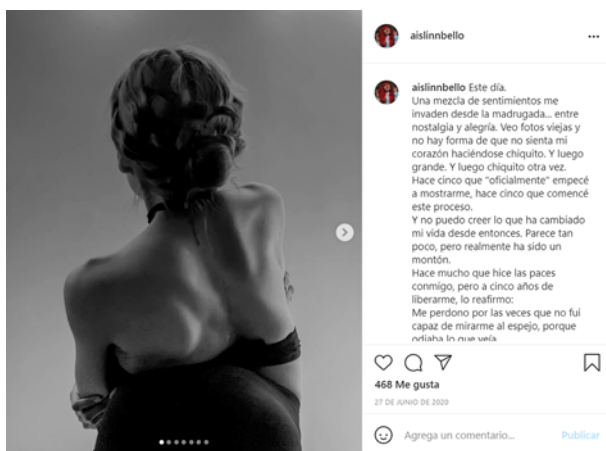 aislinnbello
aislinnbello Este día.
Una mezcla de sentimientos me
invaden desde la madrugada... entre
nostalgia y alegría. Veo fotos viejas y
no hay forma de que no sienta mi
corazón haciéndose chiquito. Y luego
grande. Y luego chiquito otra vez.
Hace cinco que "oficialmente" empecé
a mostrarme, hace cinco que comencé
este proceso.
Y no puedo creer lo que ha cambiado
mi vida desde entonces. Parece tan
poco, pero realmente ha sido un
montón.
Hace mucho que hice las paces
conmigo, pero a cinco años de
liberarme, lo reafirmo:
Me perdono por las veces que no fui
capaz de mirarme al espejo, porque
odiaba lo que veía.
468 Me gusta
27 DE JUNIO DE 2020
Agrega un comentario...
Publicar